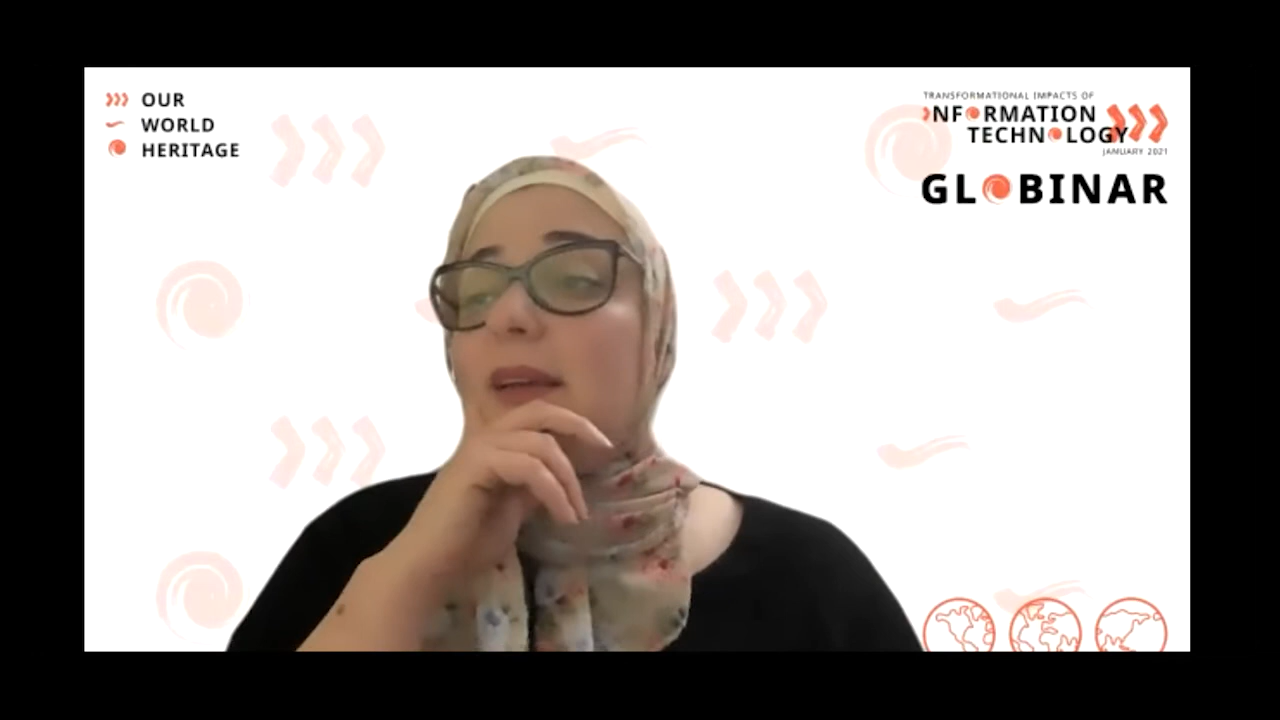 OUR
WORLD
HERITAGE
TRANSFORMATIONAL IMPACTS OF
INFORMATION
TECHNOLOGY
JANUARY 2021
GLOBINAR